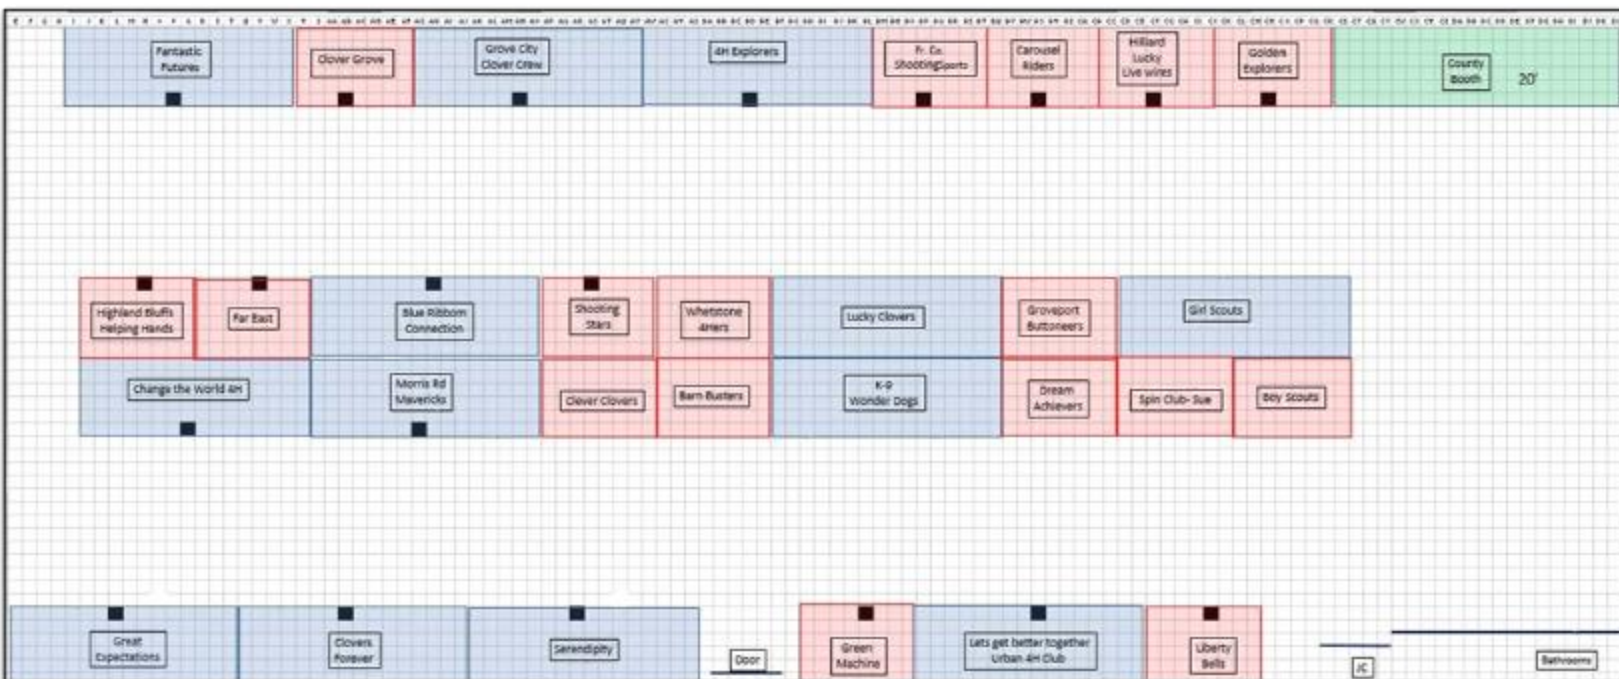 Fantastic
Futures
Clover Grove
Grove City
Clover Crew
4H Explorers
Fr. Co.
ShootingSports
Carousel
Riders
Hilliard
Lucky
Live wires
Golden
Explorers
County
Booth
20'
Highland Bluffs
Helping Hands
Far East
Blue Ribbom
Connection
Shooting
Stars
Whetstone
4Hers
Lucky Clovers
Groveport
Buttoneers
Girl Scouts
Change the World 4H
Morris Rd
Mavericks
Clever Clovers
Barn Busters
K-9
Wonder Dogs
Dream
Achievers
Spin Club- Sue
Boy Scouts
Great
Expectations
Clovers
Forever
Serendipity
Door
Green
Machine
Lets get better together
Urban 4H Club
Liberty
Bells
JC
Bathrooms